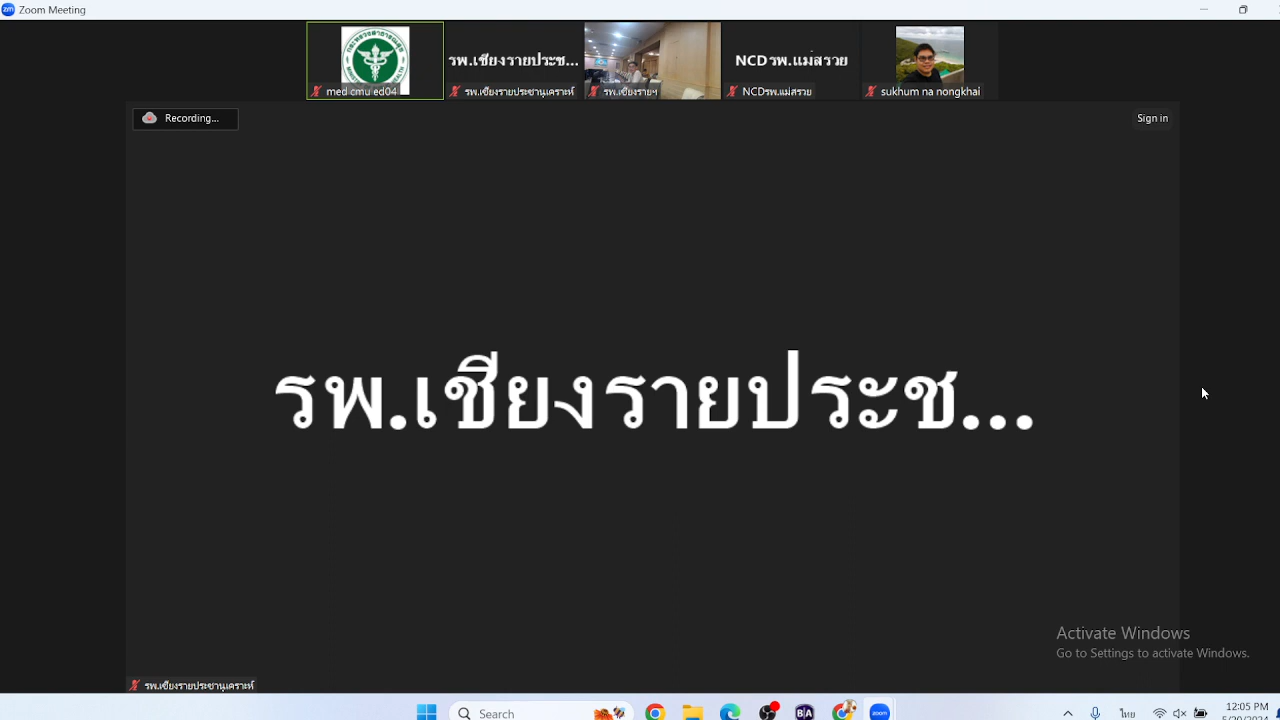 Zoom Meeting
med cmu ed04
รพ.เชียงรายประช...
รพ.เชียงรายประชานุเคราะห์
รพ.เชียงรายฯ
NCDรพ.แม่สรวย
NCDรพ.แม่สรวย
sukhum na nongkhai
Recording...
Sign in
รพ.เชียงรายประช...
Activate Windows
Go to Settings to activate Windows.
รพ.เชียงรายประชานุเคราะห์
Search
zoom
ไทย
12:05 PM